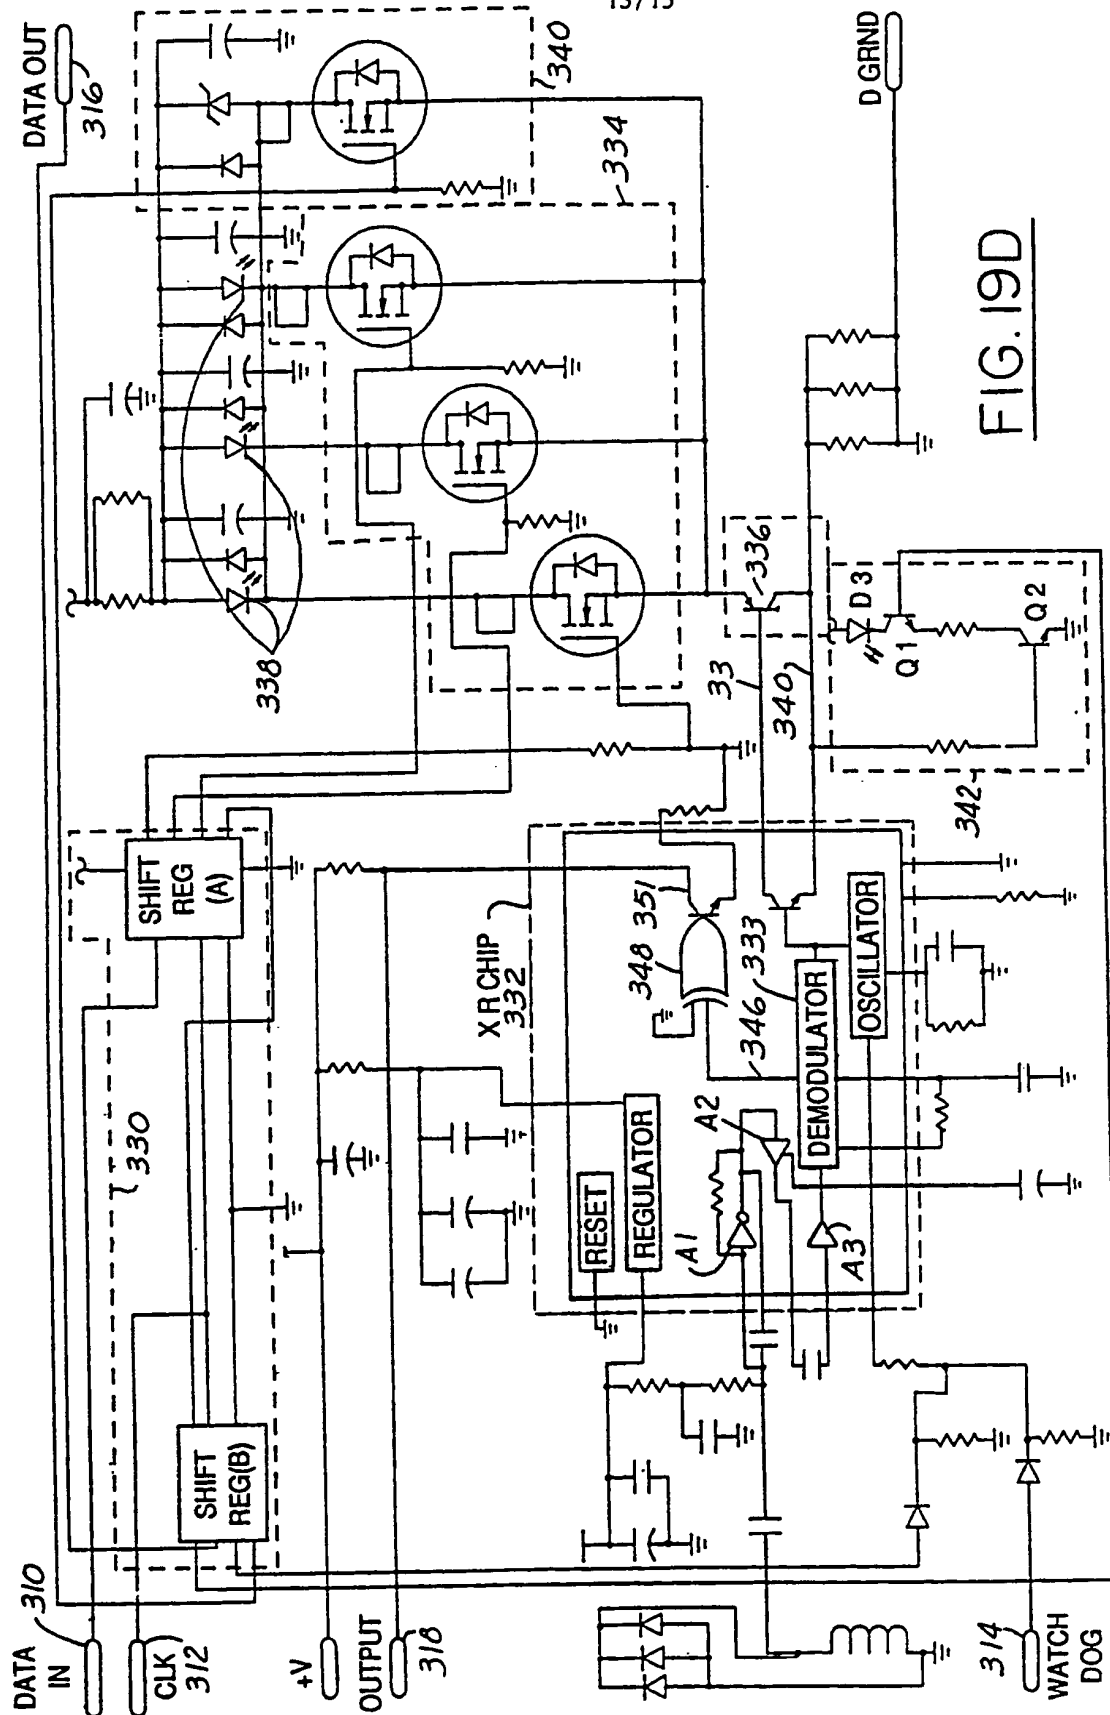 13/15
DATA OUT
316
DATA
IN
310
CLK
312
+V
OUTPUT
318
330
SHIFT
REG(B)
SHIFT
REG
(A)
338
340
334
336
33
340
X R CHIP
332
RESET
REGULATOR
A1
A2
A3
348
351
346
333
DEMODULATOR
OSCILLATOR
342
D3
Q1
Q2
314
WATCH
DOG
D GRND
FIG. 19D